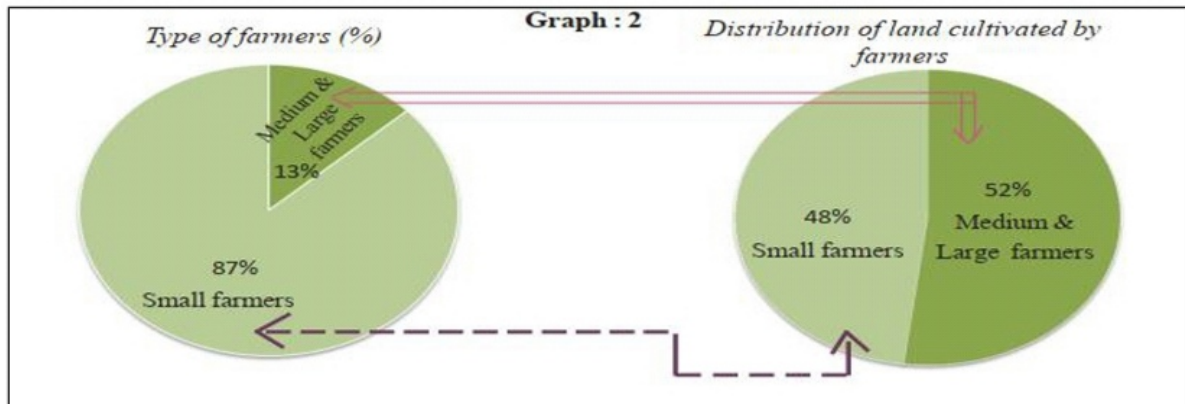 Graph : 2
Type of farmers (%)
Medium &
Large
farmers
13%
87%
Small farmers
Distribution of land cultivated by
farmers
48%
Small farmers
52%
Medium &
Large farmers